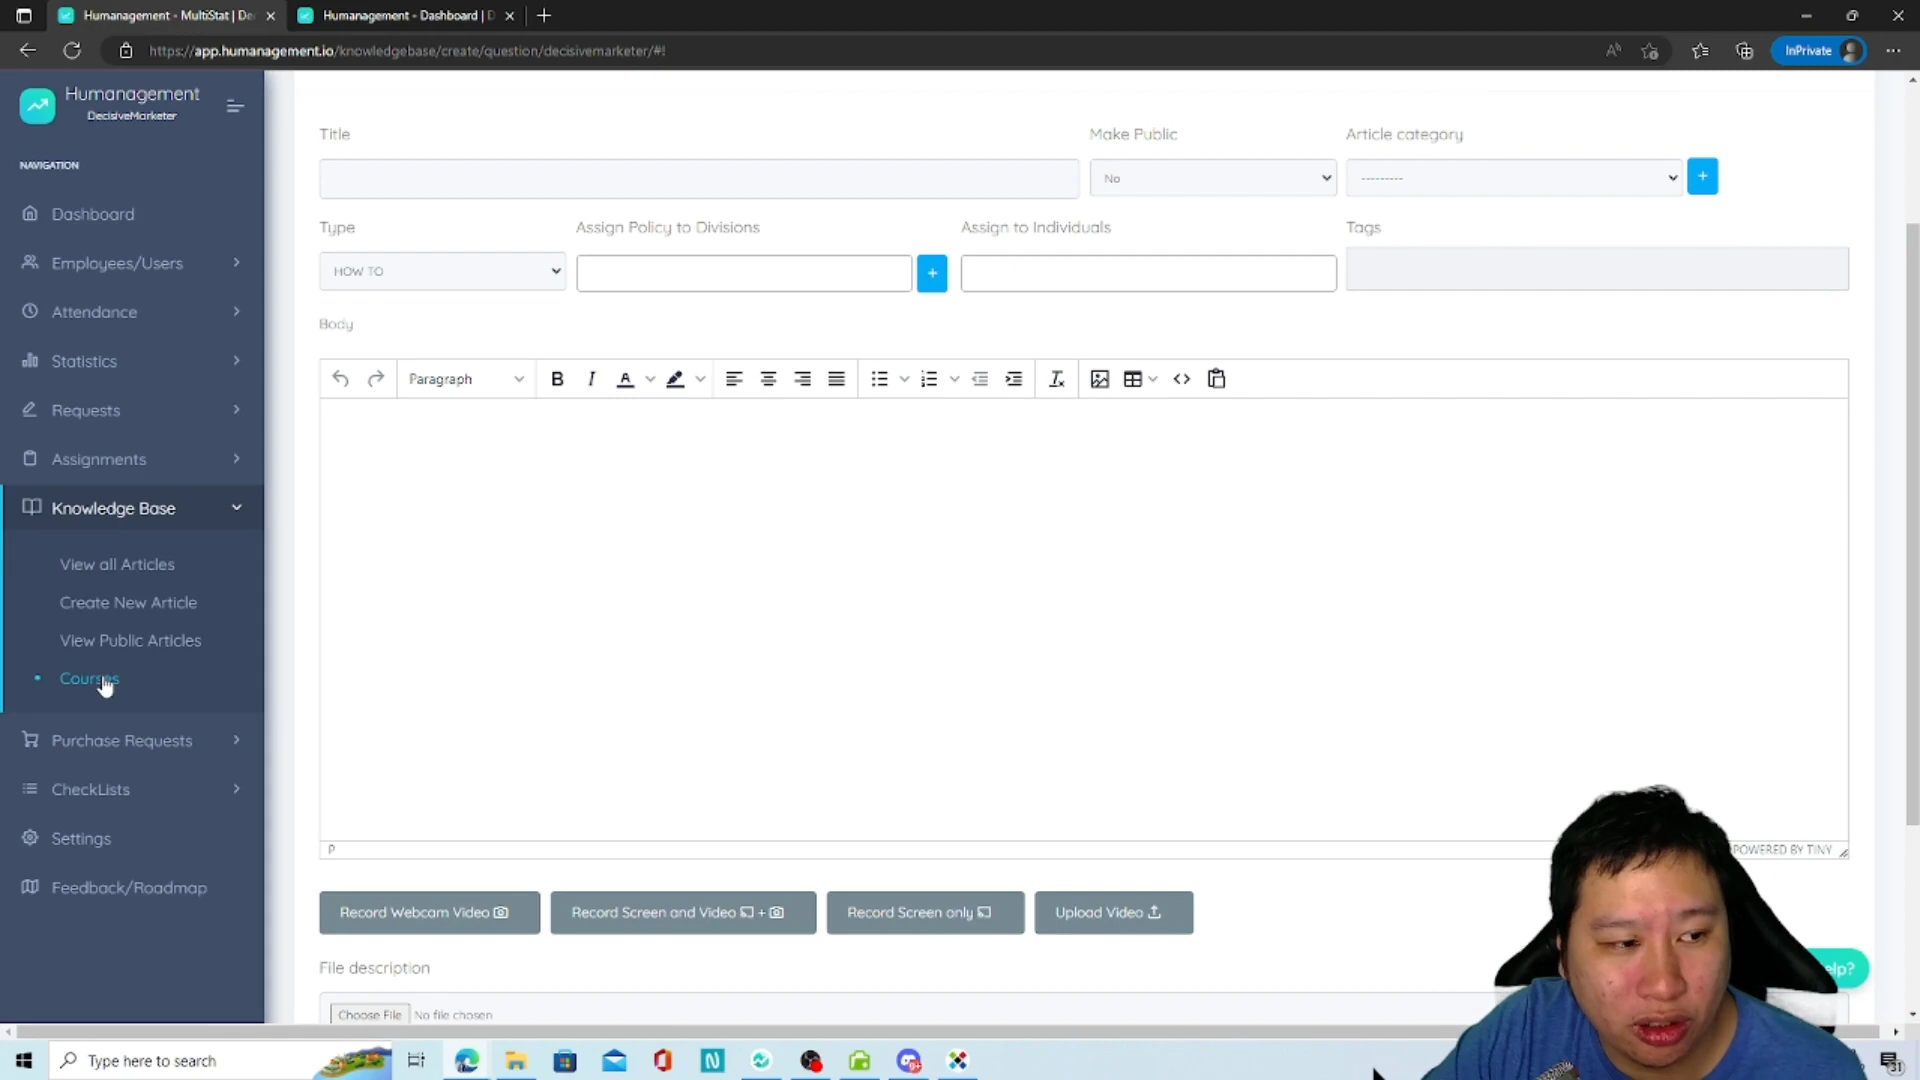 Humanagement - MultiStat | De
Humanagement - Dashboard | D
https://app.humanagement.io/knowledgebase/create/question/decisivemarketer/#!
InPrivate
Humanagement
DecisiveMarketer
NAVIGATION
Dashboard
Employees/Users
Attendance
Statistics
Requests
Assignments
Knowledge Base
View all Articles
Create New Article
View Public Articles
Courses
Purchase Requests
CheckLists
Settings
Feedback/Roadmap
Title
Make Public
Article category
No
---------
Type
Assign Policy to Divisions
Assign to Individuals
Tags
HOW TO
Body
Paragraph
P
POWERED BY TINY
Record Webcam Video
Record Screen and Video +
Record Screen only
Upload Video
File description
elp?
Choose File No file chosen
Type here to search
31